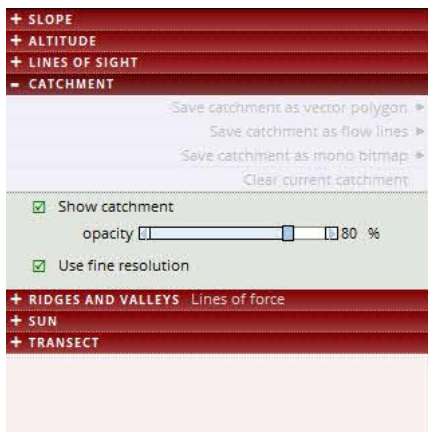 + SLOPE
+ ALTITUDE
+ LINES OF SIGHT
- CATCHMENT
Save catchment as vector polygon ►
Save catchment as flow lines ►
Save catchment as mono bitmap ►
Clear current catchment
Show catchment
opacity 80 %
Use fine resolution
+ RIDGES AND VALLEYS Lines of force
+ SUN
+ TRANSECT